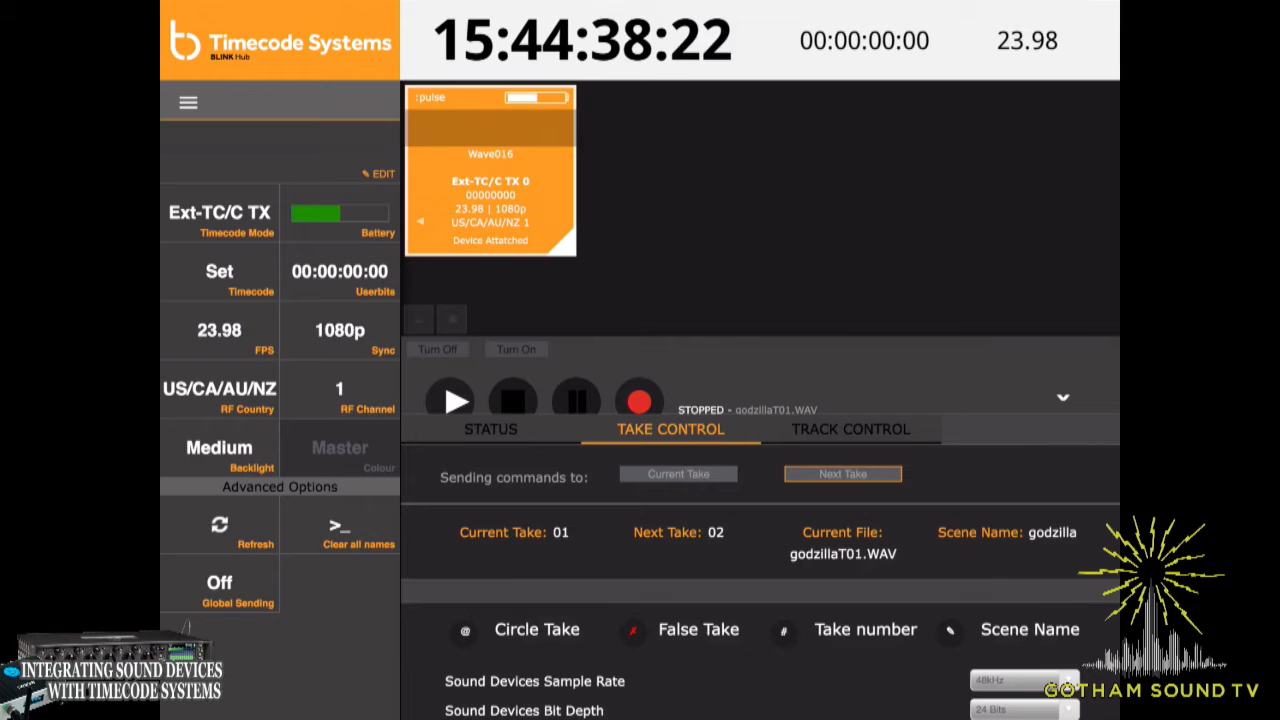 Timecode Systems
BLINK Hub
15:44:38:22
00:00:00:00
23.98
EDIT
Ext-TC/C TX
Timecode Mode
Battery
Set
Timecode
00:00:00:00
Userbits
23.98
FPS
1080p
Sync
US/CA/AU/NZ
RF Country
1
RF Channel
Medium
Backlight
Master
Colour
Advanced Options
Refresh
>_
Clear all names
Off
Global Sending
:pulse
Wave016
Ext-TC/C TX 0
00000000
23.98 | 1080p
US/CA/AU/NZ 1
Device Attatched
Turn Off
Turn On
STOPPED - godzillaT01.WAV
STATUS
TAKE CONTROL
TRACK CONTROL
Sending commands to:
Current Take
Next Take
Current Take: 01
Next Take: 02
Current File:
godzillaT01.WAV
Scene Name: godzilla
@ Circle Take
✗ False Take
# Take number
✎ Scene Name
Sound Devices Sample Rate
48kHz
Sound Devices Bit Depth
24 Bits
INTEGRATING SOUND DEVICES
WITH TIMECODE SYSTEMS
GOTHAM SOUND TV